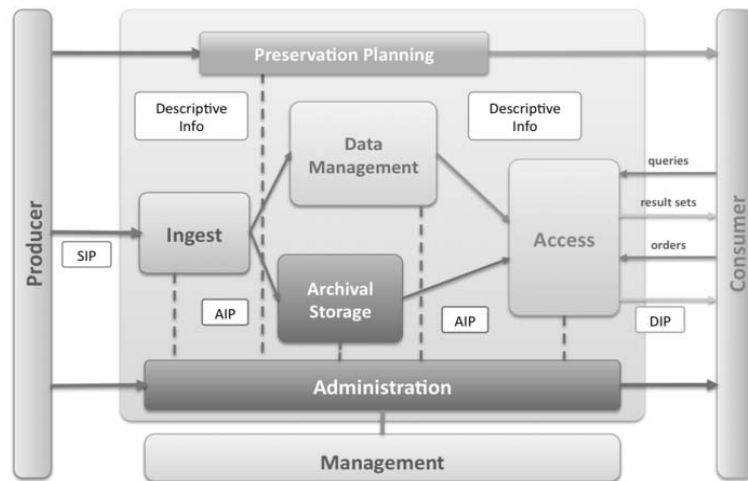 Preservation Planning
Descriptive
Info
Descriptive
Info
Data
Management
queries
result sets
orders
Producer
SIP
Ingest
Access
Consumer
AIP
Archival
Storage
AIP
DIP
Administration
Management